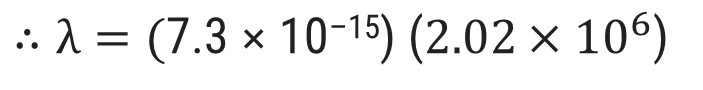 ∴ λ = (7.3 × 10⁻¹⁵) (2.02 × 10⁶)